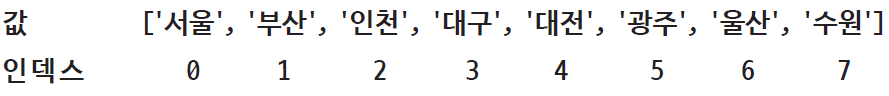 값 ['서울', '부산', '인천', '대구', '대전', '광주', '울산', '수원']
인덱스 0 1 2 3 4 5 6 7